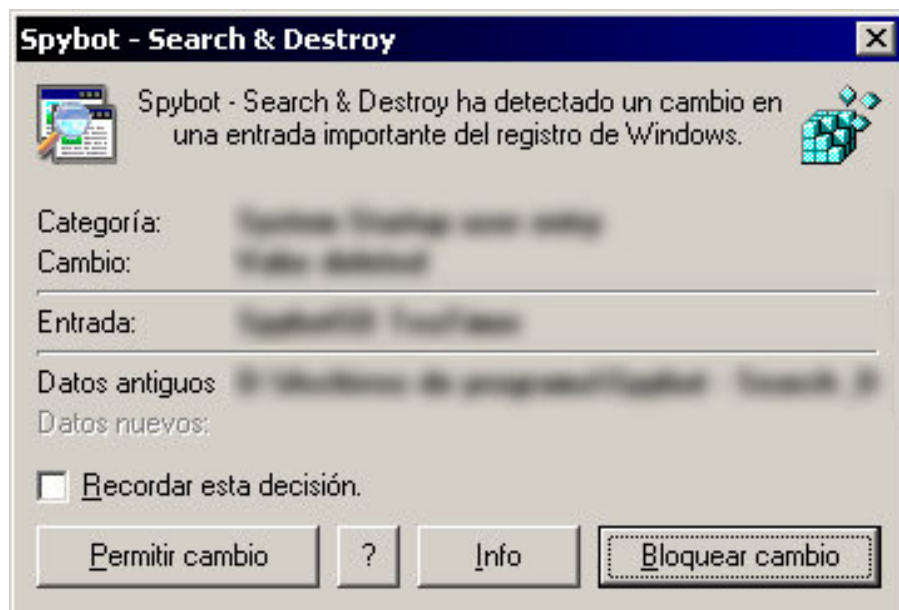 Spybot - Search & Destroy
Spybot - Search & Destroy ha detectado un cambio en
una entrada importante del registro de Windows.
Categoría:
Cambio:
Entrada:
Datos antiguos
Datos nuevos:
Recordar esta decisión.
Permitir cambio ? Info Bloquear cambio